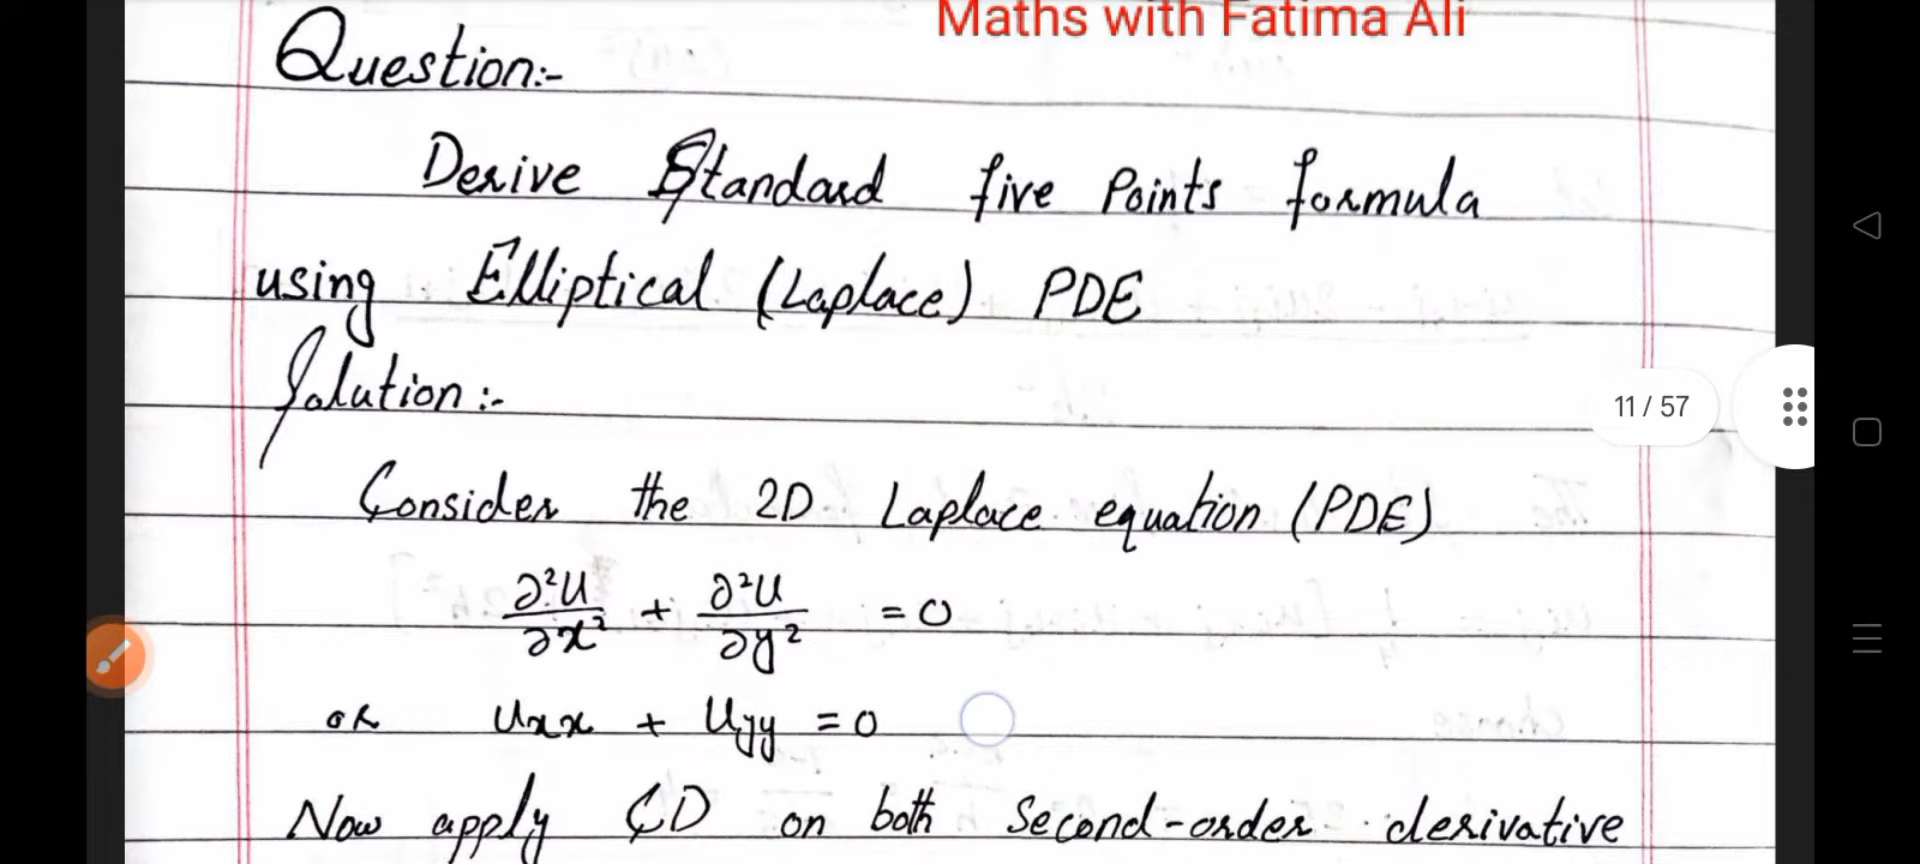 Maths with Fatima Ali
Question:-
Derive Standard five Points formula
using Elliptical (Laplace) PDE
Solution:-
11 / 57
Consider the 2D Laplace equation (PDE)
∂²u/∂x² + ∂²u/∂y² = 0
or uxx + uyy = 0
Now apply CD on both Second-order derivative